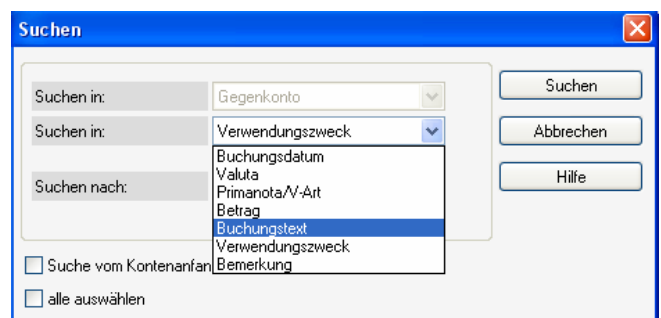 Suchen
Suchen in:
Gegenkonto
Suchen
Suchen in:
Verwendungszweck
Abbrechen
Buchungsdatum
Valuta
Primanota/V-Art
Betrag
Buchungstext
Verwendungszweck
Bemerkung
Suchen nach:
Hilfe
Suche vom Kontenanfan
alle auswählen